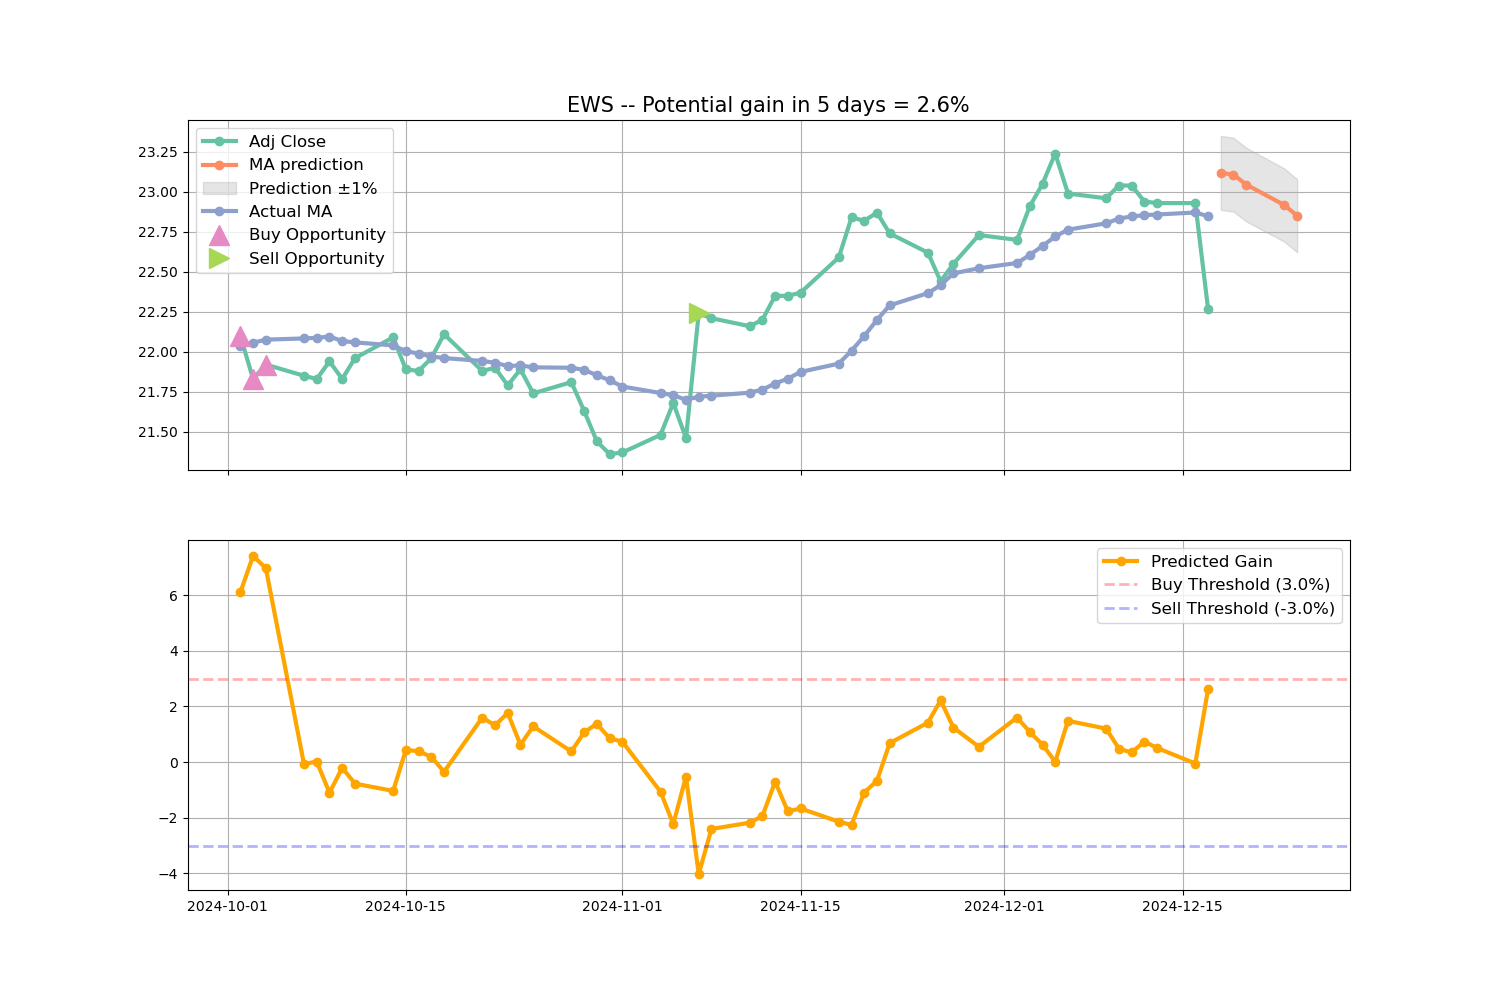 EWS -- Potential gain in 5 days = 2.6%
Adj Close
MA prediction
Prediction ±1%
Actual MA
Buy Opportunity
Sell Opportunity
23.25
23.00
22.75
22.50
22.25
22.00
21.75
21.50
Predicted Gain
Buy Threshold (3.0%)
Sell Threshold (-3.0%)
6
4
2
0
−2
−4
2024-10-01 2024-10-15 2024-11-01 2024-11-15 2024-12-01 2024-12-15